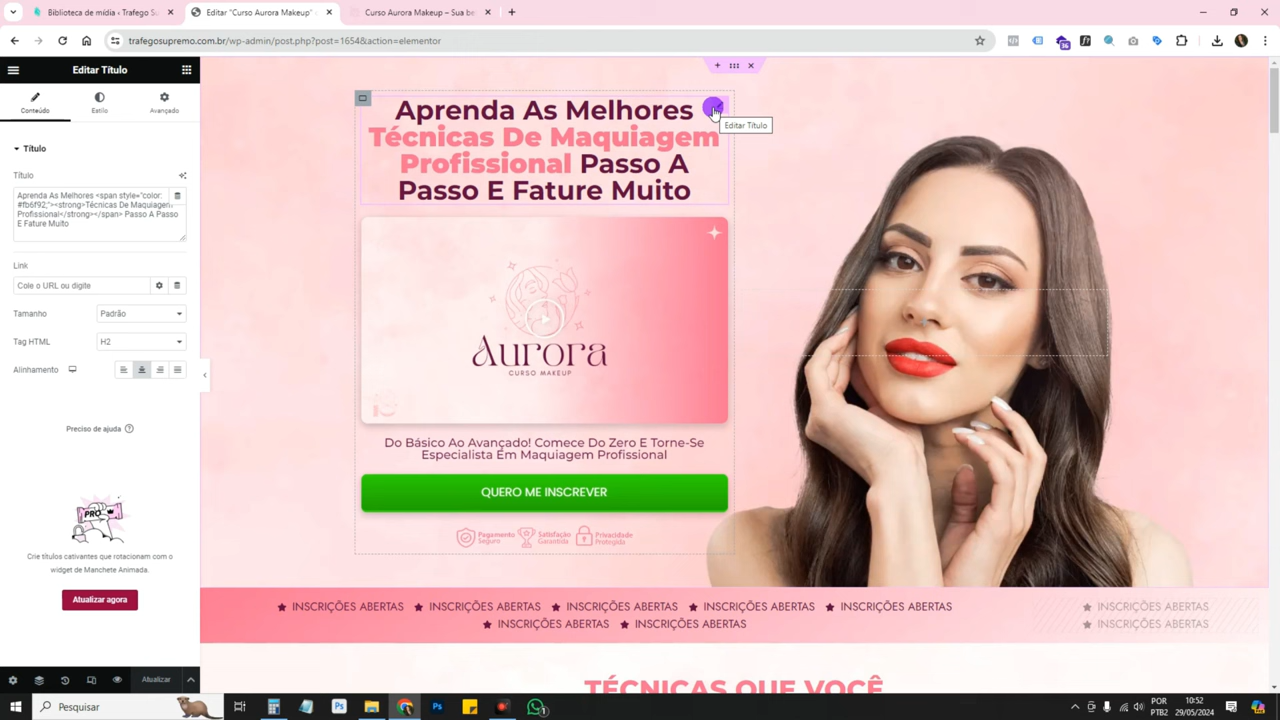 Biblioteca de mídia ‹ Trafego Su
Editar "Curso Aurora Makeup"
Curso Aurora Makeup – Sua be
trafegosupremo.com.br/wp-admin/post.php?post=1654&action=elementor
36
Editar Título
Conteúdo
Estilo
Avançado
Título
Título
Aprenda As Melhores <span style="color:
#fb6f92;"><strong>Técnicas De Maquiagem
Profissional</strong></span> Passo A Passo
E Fature Muito
Link
Cole o URL ou digite
Tamanho
Padrão
Tag HTML
H2
Alinhamento
Preciso de ajuda
PRO
Crie títulos cativantes que rotacionam com o
widget de Manchete Animada.
Atualizar agora
Atualizar
Aprenda As Melhores
Técnicas De Maquiagem
Profissional Passo A
Passo E Fature Muito
Editar Título
Aurora
CURSO MAKEUP
Do Básico Ao Avançado! Comece Do Zero E Torne-Se
Especialista Em Maquiagem Profissional
QUERO ME INSCREVER
Pagamento
Seguro
Satisfação
Garantida
Privacidade
Protegida
INSCRIÇÕES ABERTAS INSCRIÇÕES ABERTAS INSCRIÇÕES ABERTAS INSCRIÇÕES ABERTAS INSCRIÇÕES ABERTAS
INSCRIÇÕES ABERTAS INSCRIÇÕES ABERTAS
INSCRIÇÕES ABERTAS
INSCRIÇÕES ABERTAS
TÉCNICAS QUE VOCÊ
Pesquisar
POR
PTB2
10:52
29/05/2024